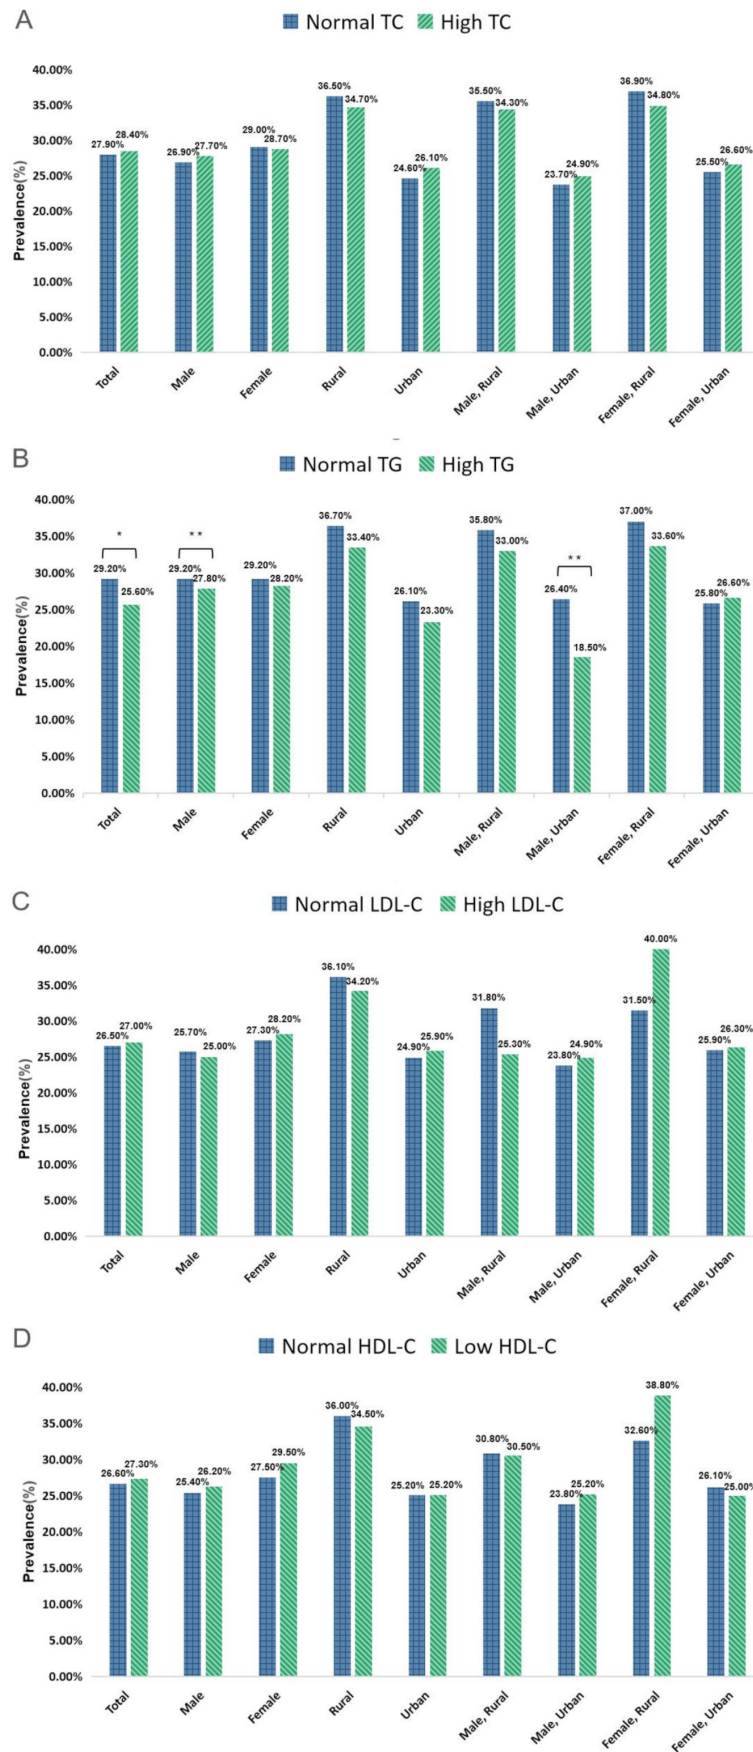 A
Normal TC High TC
Prevalence(%)
40.00%
35.00%
30.00%
25.00%
20.00%
15.00%
10.00%
5.00%
0.00%
27.90% 28.40% 26.90% 27.70% 29.00% 28.70% 36.50% 34.70% 24.60% 26.10% 35.50% 34.30% 23.70% 24.90% 36.90% 34.80% 25.50% 26.60%
Total Male Female Rural Urban Male, Rural Male, Urban Female, Rural Female, Urban
B
Normal TG High TG
Prevalence(%)
40.00%
35.00%
30.00%
25.00%
20.00%
15.00%
10.00%
5.00%
0.00%
* ** **
29.20% 25.60% 29.20% 27.80% 29.20% 28.20% 36.70% 33.40% 26.10% 23.30% 35.80% 33.00% 26.40% 18.50% 37.00% 33.60% 25.80% 26.60%
Total Male Female Rural Urban Male, Rural Male, Urban Female, Rural Female, Urban
C
Normal LDL-C High LDL-C
Prevalence(%)
40.00%
35.00%
30.00%
25.00%
20.00%
15.00%
10.00%
5.00%
0.00%
26.50% 27.00% 25.70% 25.00% 27.30% 28.20% 36.10% 34.20% 24.90% 25.90% 31.80% 25.30% 23.80% 24.90% 31.50% 40.00% 25.90% 26.30%
Total Male Female Rural Urban Male, Rural Male, Urban Female, Rural Female, Urban
D
Normal HDL-C Low HDL-C
Prevalence(%)
40.00%
35.00%
30.00%
25.00%
20.00%
15.00%
10.00%
5.00%
0.00%
26.60% 27.30% 25.40% 26.20% 27.50% 29.50% 36.00% 34.50% 25.20% 25.20% 30.80% 30.50% 23.80% 25.20% 32.60% 38.80% 26.10% 25.00%
Total Male Female Rural Urban Male, Rural Male, Urban Female, Rural Female, Urban